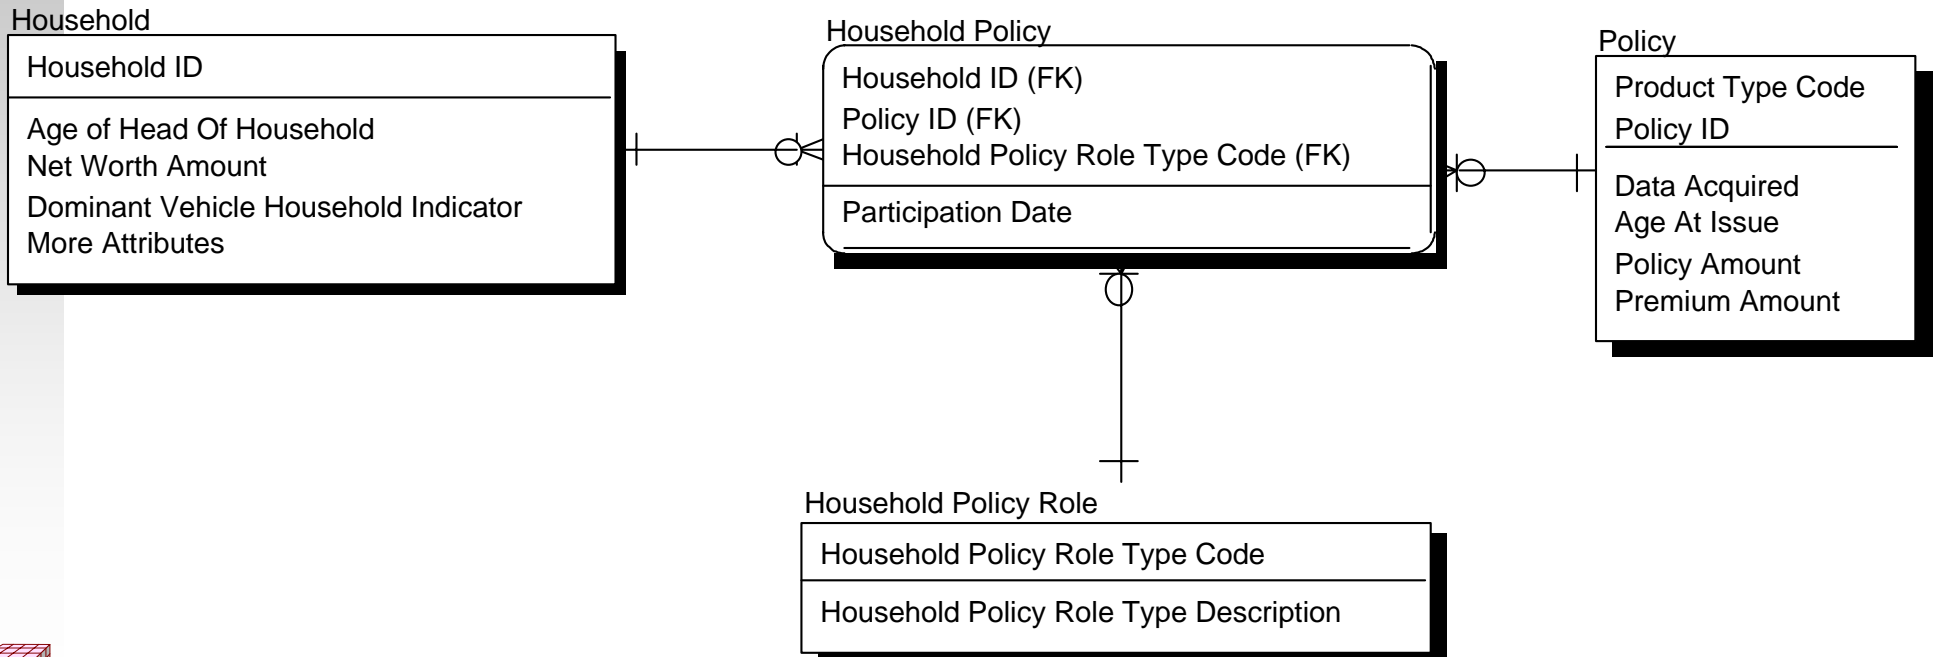 Household
Household ID
Age of Head Of Household
Net Worth Amount
Dominant Vehicle Household Indicator
More Attributes
Household Policy
Household ID (FK)
Policy ID (FK)
Household Policy Role Type Code (FK)
Participation Date
Policy
Product Type Code
Policy ID
Data Acquired
Age At Issue
Policy Amount
Premium Amount
Household Policy Role
Household Policy Role Type Code
Household Policy Role Type Description